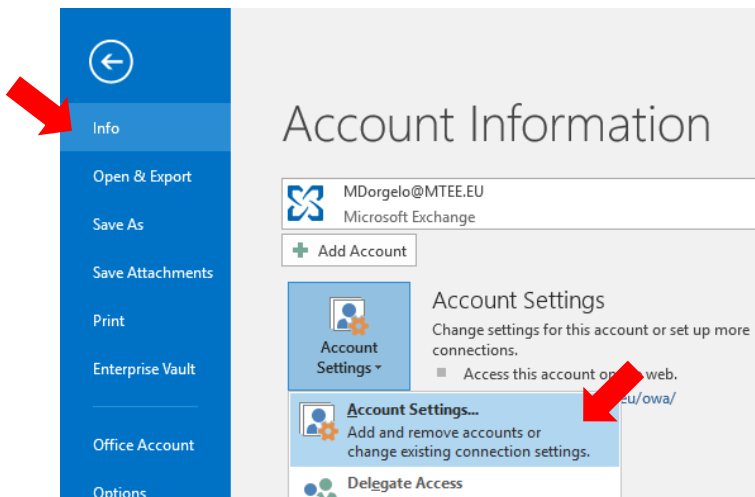 Info
Open & Export
Save As
Save Attachments
Print
Enterprise Vault
Office Account
Options
Account Information
MDorgelo@MTEE.EU
Microsoft Exchange
Add Account
Account Settings
Account Settings
Change settings for this account or set up more
connections.
Access this account on web.
eu/owa/
Account Settings...
Add and remove accounts or
change existing connection settings.
Delegate Access